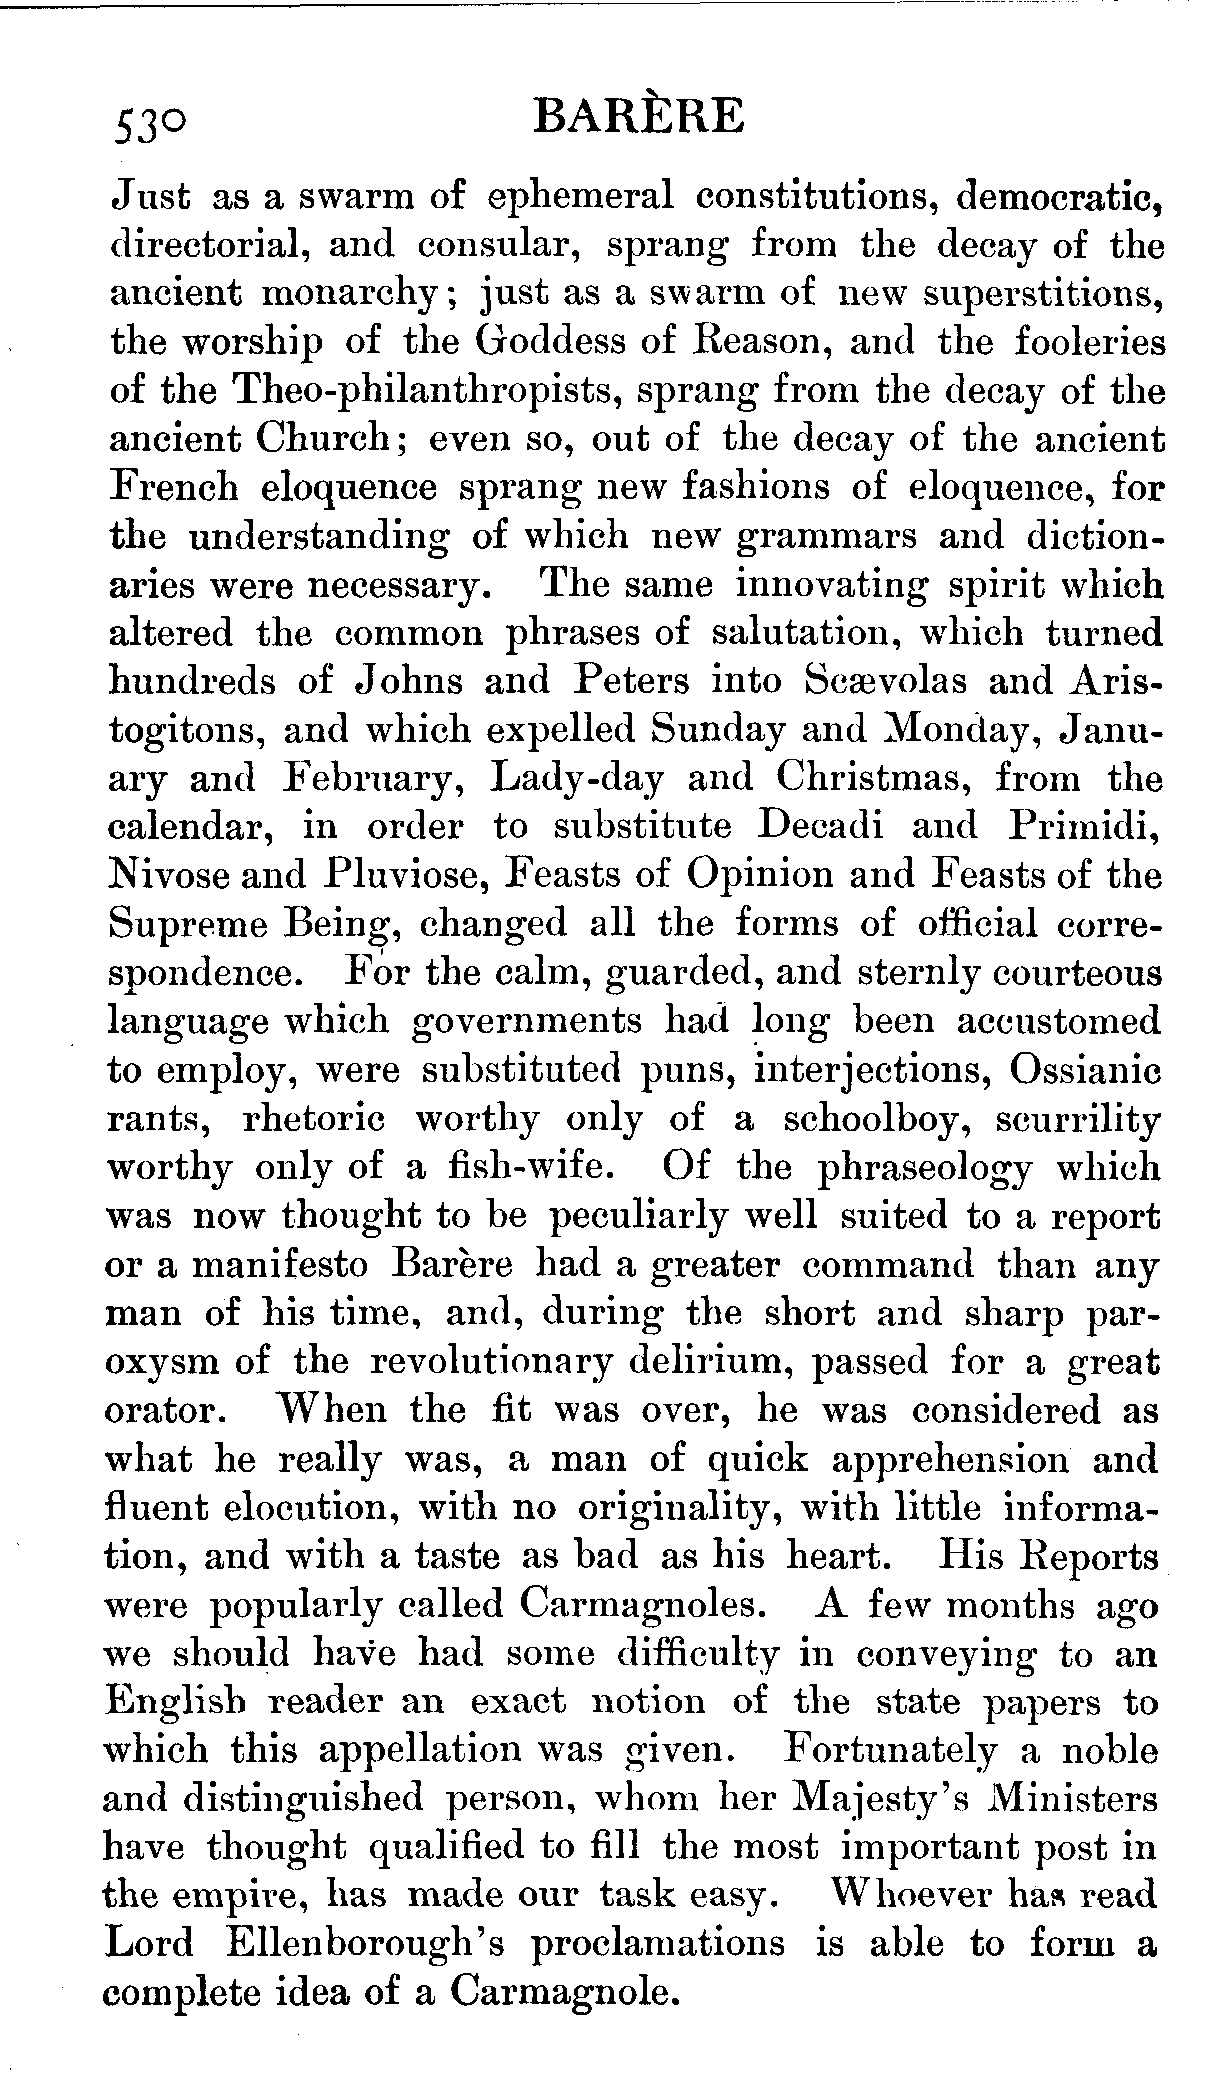 530 BARÈRE
Just as a swarm of ephemeral constitutions, democratic,
directorial, and consular, sprang from the decay of the
ancient monarchy; just as a swarm of new superstitions,
the worship of the Goddess of Reason, and the fooleries
of the Theo-philanthropists, sprang from the decay of the
ancient Church; even so, out of the decay of the ancient
French eloquence sprang new fashions of eloquence, for
the understanding of which new grammars and diction-
aries were necessary. The same innovating spirit which
altered the common phrases of salutation, which turned
hundreds of Johns and Peters into Scævolas and Aris-
togitons, and which expelled Sunday and Monday, Janu-
ary and February, Lady-day and Christmas, from the
calendar, in order to substitute Decadi and Primidi,
Nivose and Pluviose, Feasts of Opinion and Feasts of the
Supreme Being, changed all the forms of official corre-
spondence. For the calm, guarded, and sternly courteous
language which governments had long been accustomed
to employ, were substituted puns, interjections, Ossianic
rants, rhetoric worthy only of a schoolboy, scurrility
worthy only of a fish-wife. Of the phraseology which
was now thought to be peculiarly well suited to a report
or a manifesto Barère had a greater command than any
man of his time, and, during the short and sharp par-
oxysm of the revolutionary delirium, passed for a great
orator. When the fit was over, he was considered as
what he really was, a man of quick apprehension and
fluent elocution, with no originality, with little informa-
tion, and with a taste as bad as his heart. His Reports
were popularly called Carmagnoles. A few months ago
we should have had some difficulty in conveying to an
English reader an exact notion of the state papers to
which this appellation was given. Fortunately a noble
and distinguished person, whom her Majesty's Ministers
have thought qualified to fill the most important post in
the empire, has made our task easy. Whoever has read
Lord Ellenborough's proclamations is able to form a
complete idea of a Carmagnole.